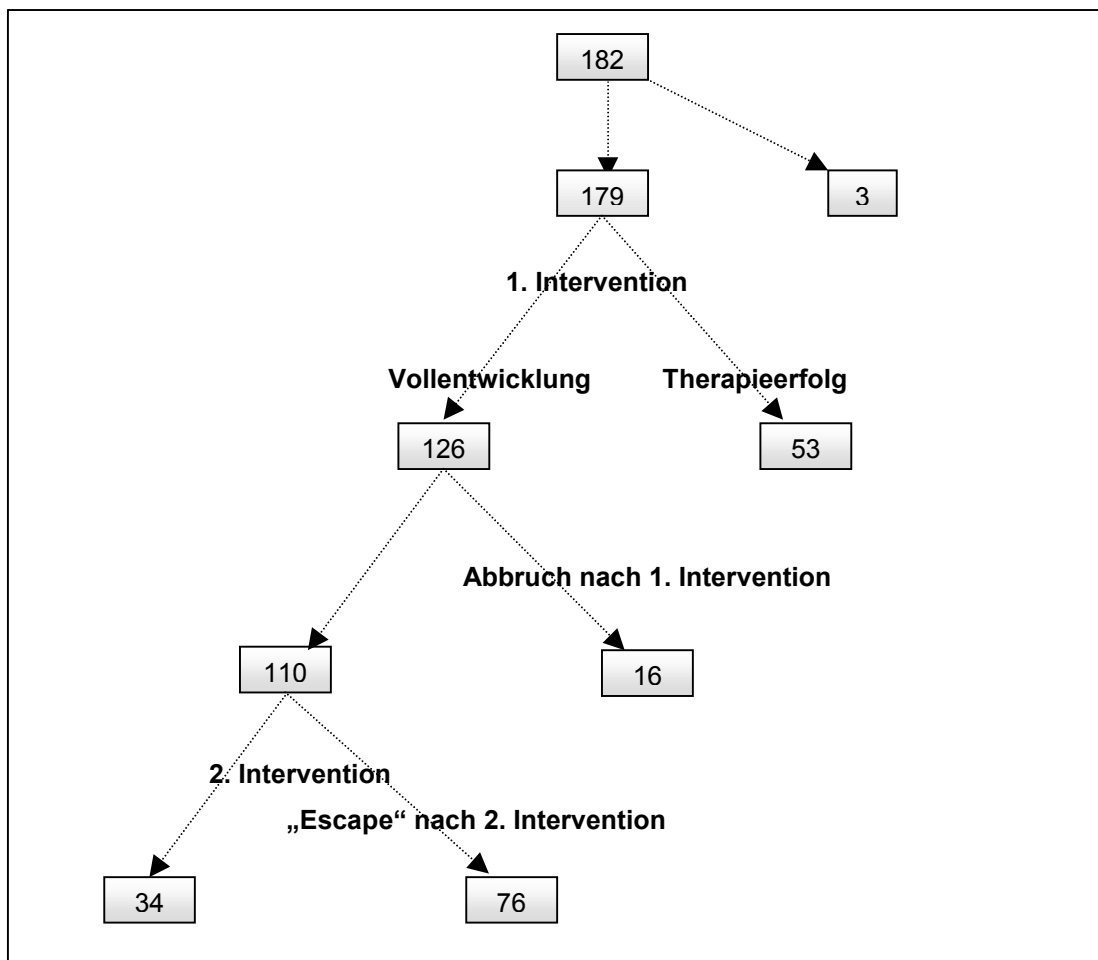 182
179
3
1. Intervention
Vollentwicklung
Therapieerfolg
126
53
Abbruch nach 1. Intervention
110
16
2. Intervention
„Escape“ nach 2. Intervention
34
76